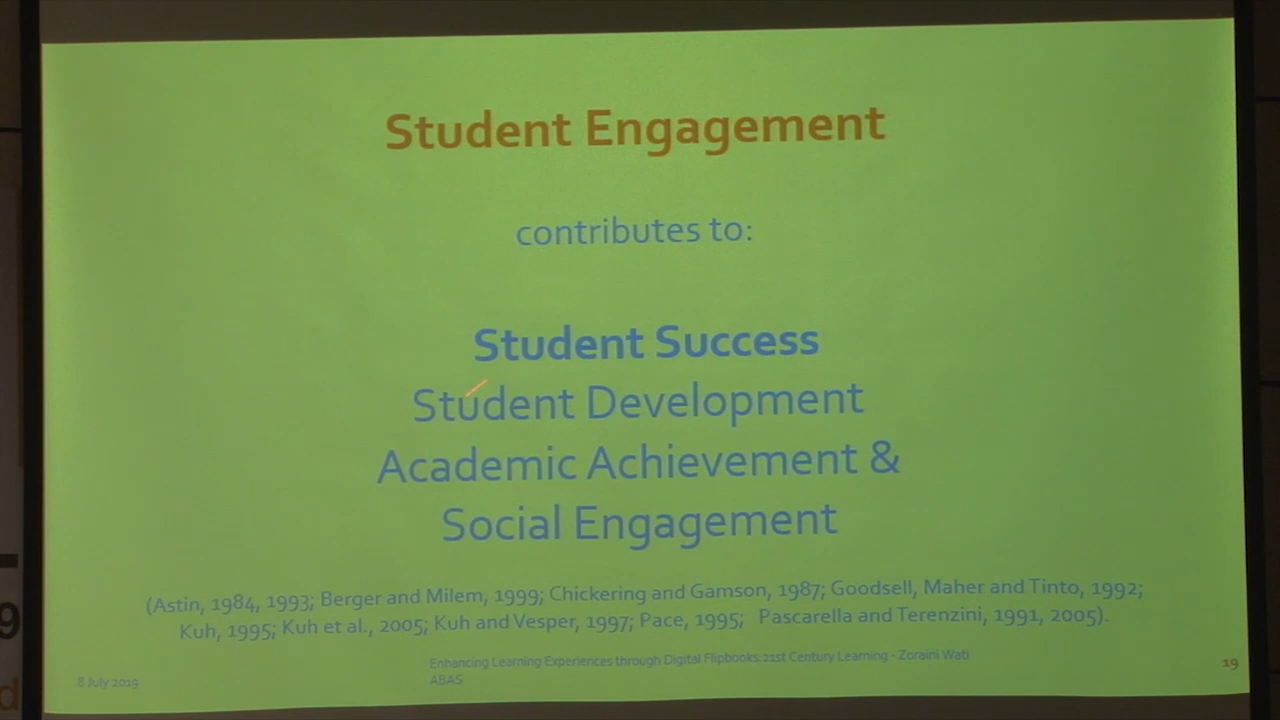 Student Engagement
contributes to:
Student Success
Student Development
Academic Achievement &
Social Engagement
(Astin, 1984, 1993; Berger and Milem, 1999; Chickering and Gamson, 1987; Goodsell, Maher and Tinto, 1992;
Kuh, 1995; Kuh et al., 2005; Kuh and Vesper, 1997; Pace, 1995; Pascarella and Terenzini, 1991, 2005).
Enhancing Learning Experiences through Digital Flipbooks: 21st Century Learning - Zoraini Wati
ABAS
8 July 2019
19
9
d